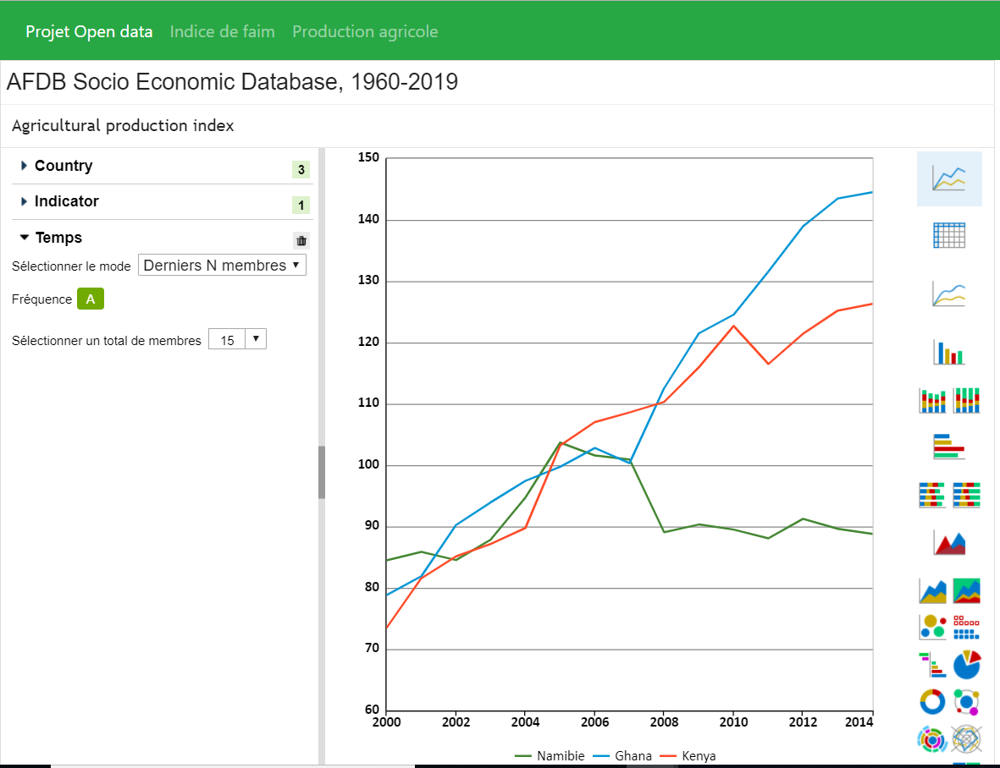 Projet Open data Indice de faim Production agricole
AFDB Socio Economic Database, 1960-2019
Agricultural production index
Country 3
Indicator 1
Temps
Sélectionner le mode Derniers N membres
Fréquence A
Sélectionner un total de membres 15
150
140
130
120
110
100
90
80
70
60
2000 2002 2004 2006 2008 2010 2012 2014
Namibie Ghana Kenya